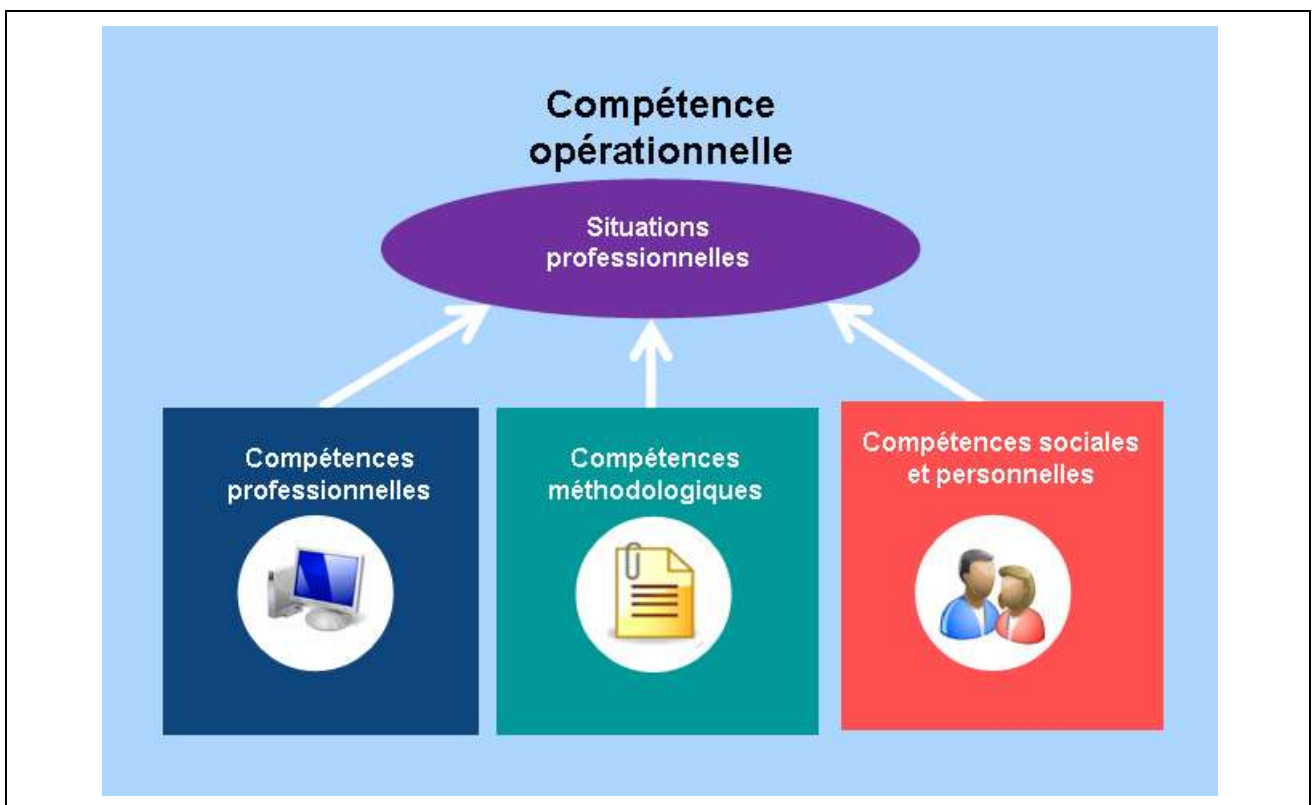 Compétence
opérationnelle
Situations
professionnelles
Compétences
professionnelles
Compétences
méthodologiques
Compétences sociales
et personnelles